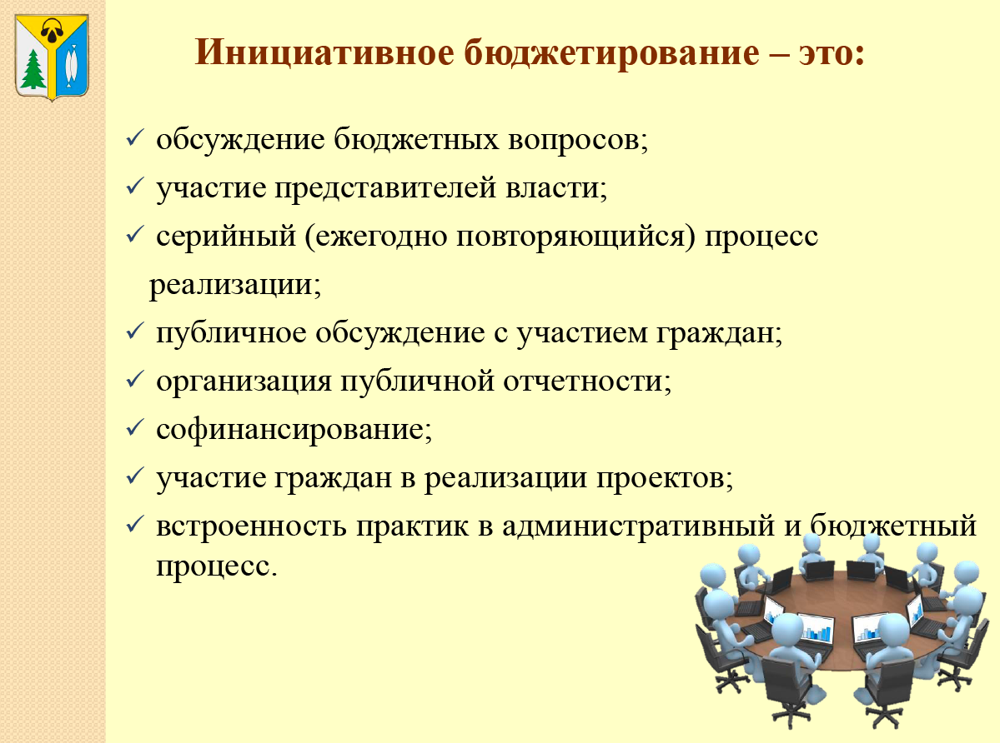 Инициативное бюджетирование – это:
✓ обсуждение бюджетных вопросов;
✓ участие представителей власти;
✓ серийный (ежегодно повторяющийся) процесс
реализации;
✓ публичное обсуждение с участием граждан;
✓ организация публичной отчетности;
✓ софинансирование;
✓ участие граждан в реализации проектов;
✓ встроенность практик в административный и бюджетный
процесс.